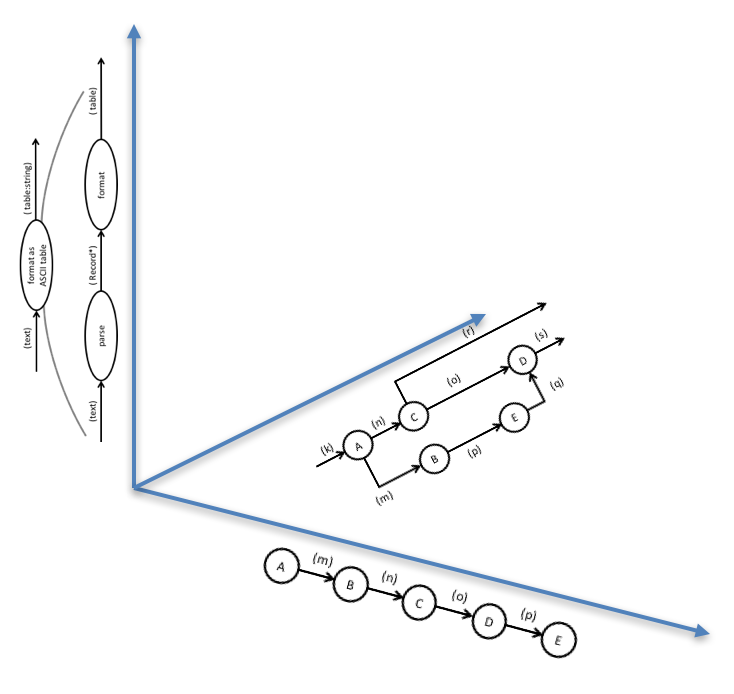 ( table)
format
( Record*)
parse
(text)
( table:string)
format as
ASCII table
(text)
(r)
(s)
D
(o)
(q)
(n)
C
E
(k)
A
(p)
B
(m)
A
(m)
B
(n)
C
(o)
D
(p)
E